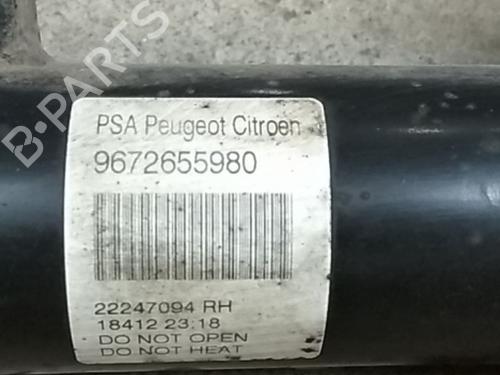 B-PARTS
PSA Peugeot Citroen
9672655980
22247094 RH
18412 23:18
DO NOT OPEN
DO NOT HEAT